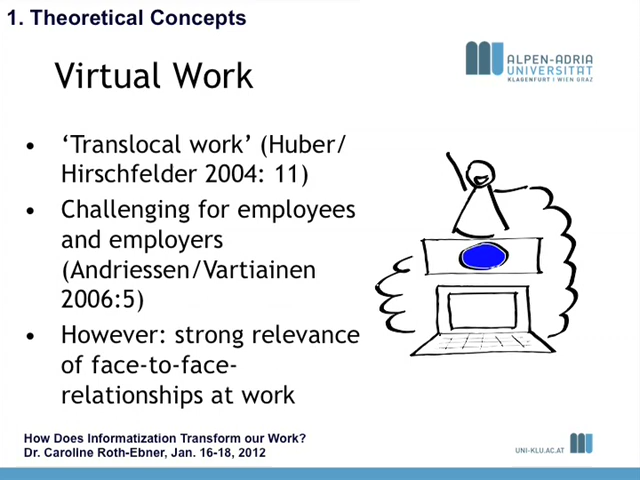 1. Theoretical Concepts
ALPEN-ADRIA
UNIVERSITÄT
KLAGENFURT I WIEN GRAZ
Virtual Work
• ‘Translocal work’ (Huber/
Hirschfelder 2004: 11)
• Challenging for employees
and employers
(Andriessen/Vartiainen
2006:5)
• However: strong relevance
of face-to-face-
relationships at work
How Does Informatization Transform our Work?
Dr. Caroline Roth-Ebner, Jan. 16-18, 2012
UNI-KLU.AC.AT